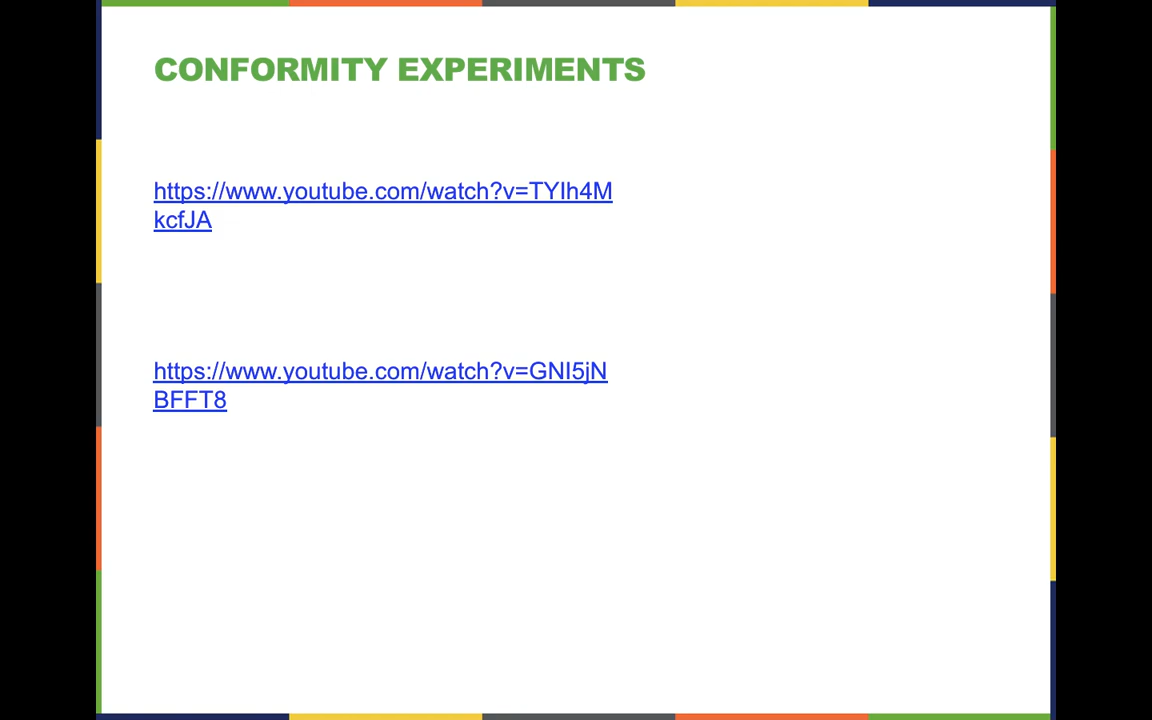 CONFORMITY EXPERIMENTS
https://www.youtube.com/watch?v=TYIh4M
kcfJA
https://www.youtube.com/watch?v=GNI5jN
BFFT8